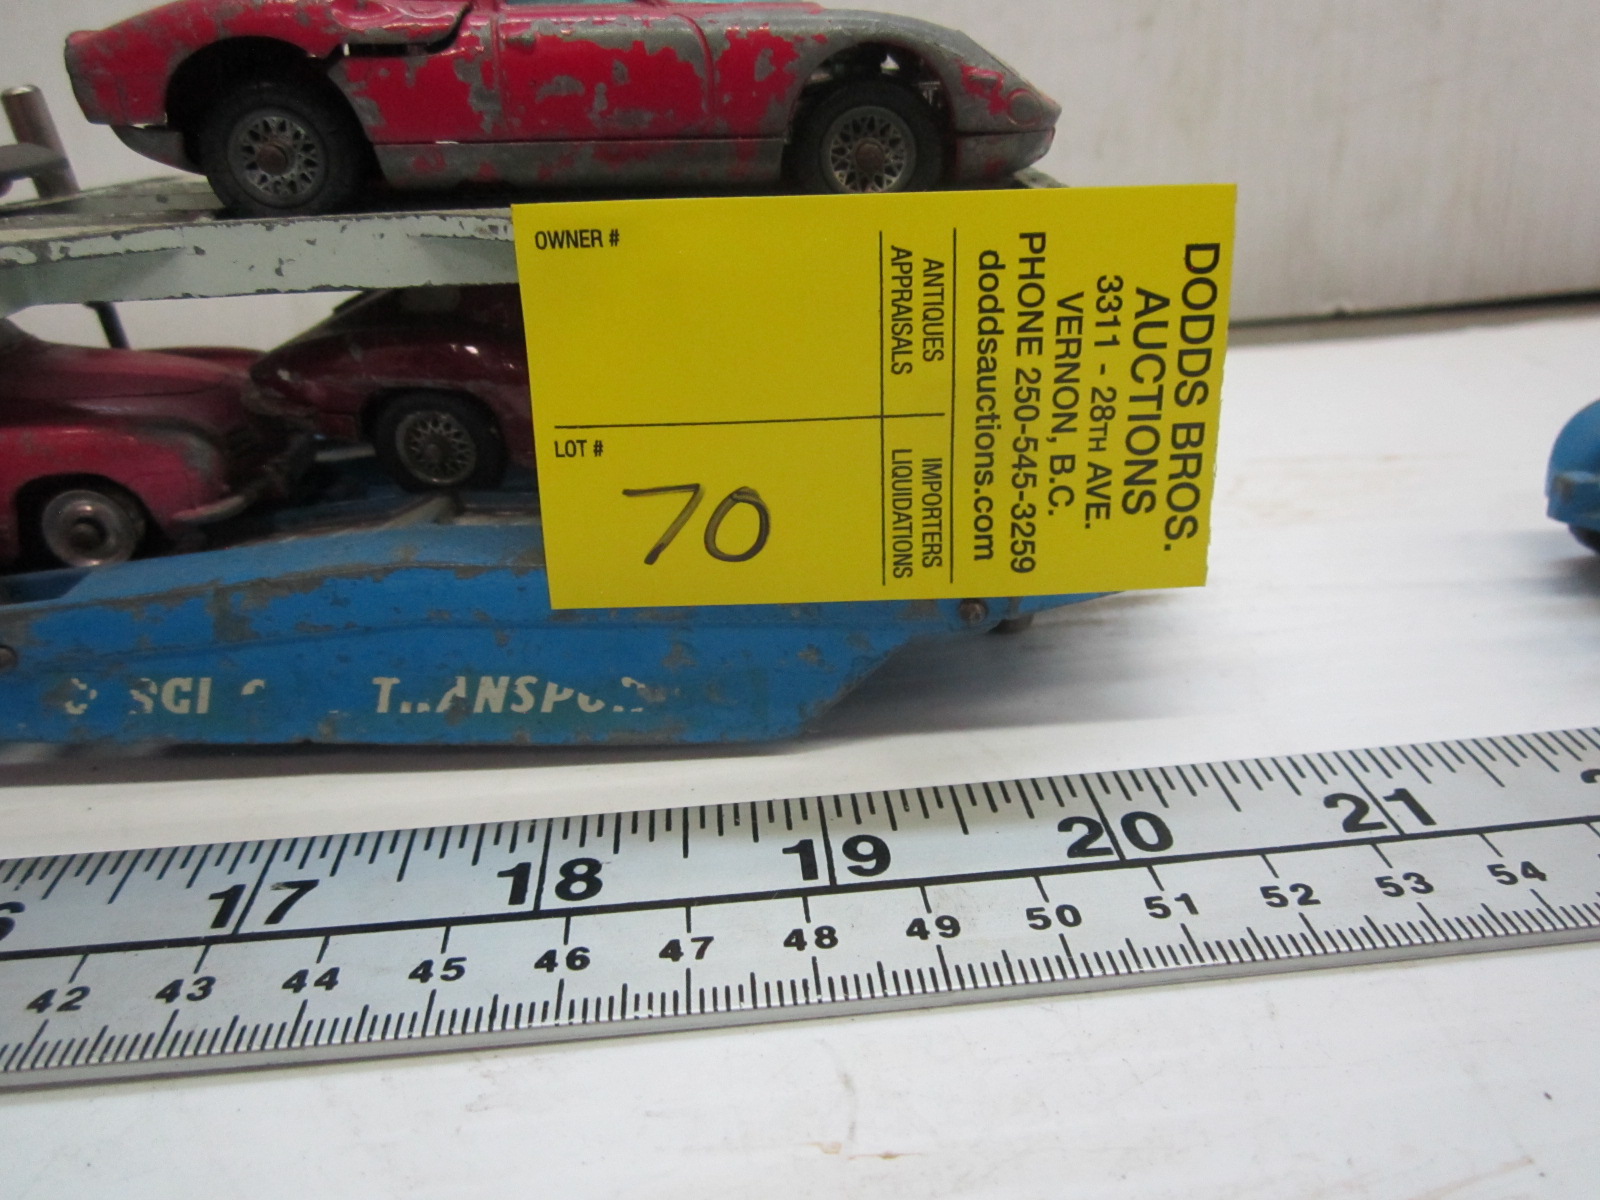 OWNER #
LOT #
70
ANTIQUES
APPRAISALS
IMPORTERS
LIQUIDATIONS
DODDS BROS.
AUCTIONS
3311 - 28TH AVE.
VERNON, B.C.
PHONE 250-545-3259
doddsauctions.com
17 18 19 20 21
42 43 44 45 46 47 48 49 50 51 52 53 54